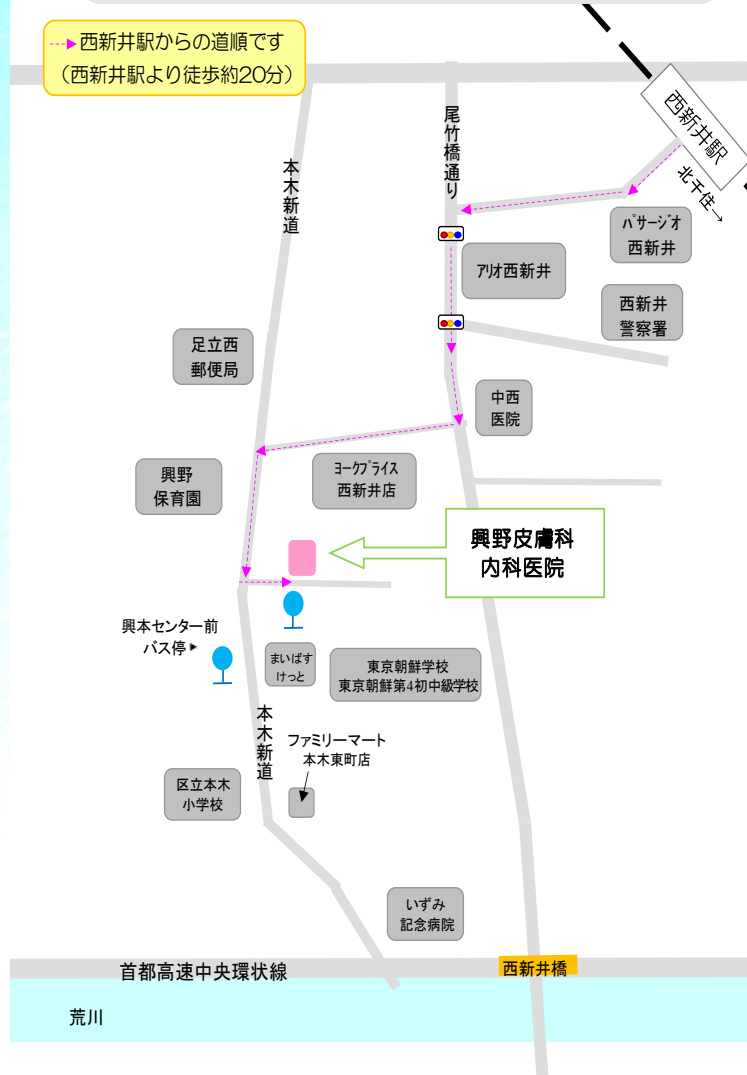 西新井駅からの道順です
（西新井駅より徒歩約20分）
西新井駅
北千住→
尾竹橋通り
本木新道
パサージオ
西新井
アリオ西新井
西新井
警察署
足立西
郵便局
中西
医院
ヨークプライス
西新井店
興野
保育園
興野皮膚科
内科医院
興本センター前
バス停▶
まいばす
けっと
東京朝鮮学校
東京朝鮮第4初中級学校
本木新道
ファミリーマート
本木東町店
区立本木
小学校
いずみ
記念病院
首都高速中央環状線
西新井橋
荒川